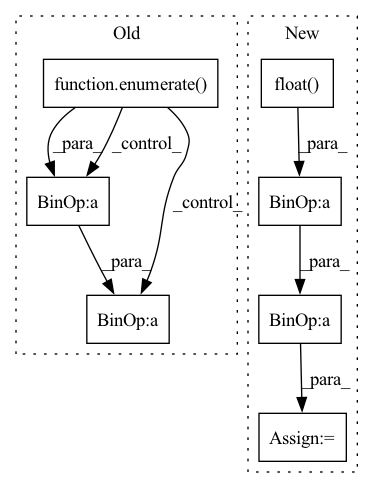 Old
New
function.enumerate()
float()
_para_
_control_
_para_
BinOp:a
_control_
BinOp:a
_para_
_para_
BinOp:a
BinOp:a
_para_
Assign:=